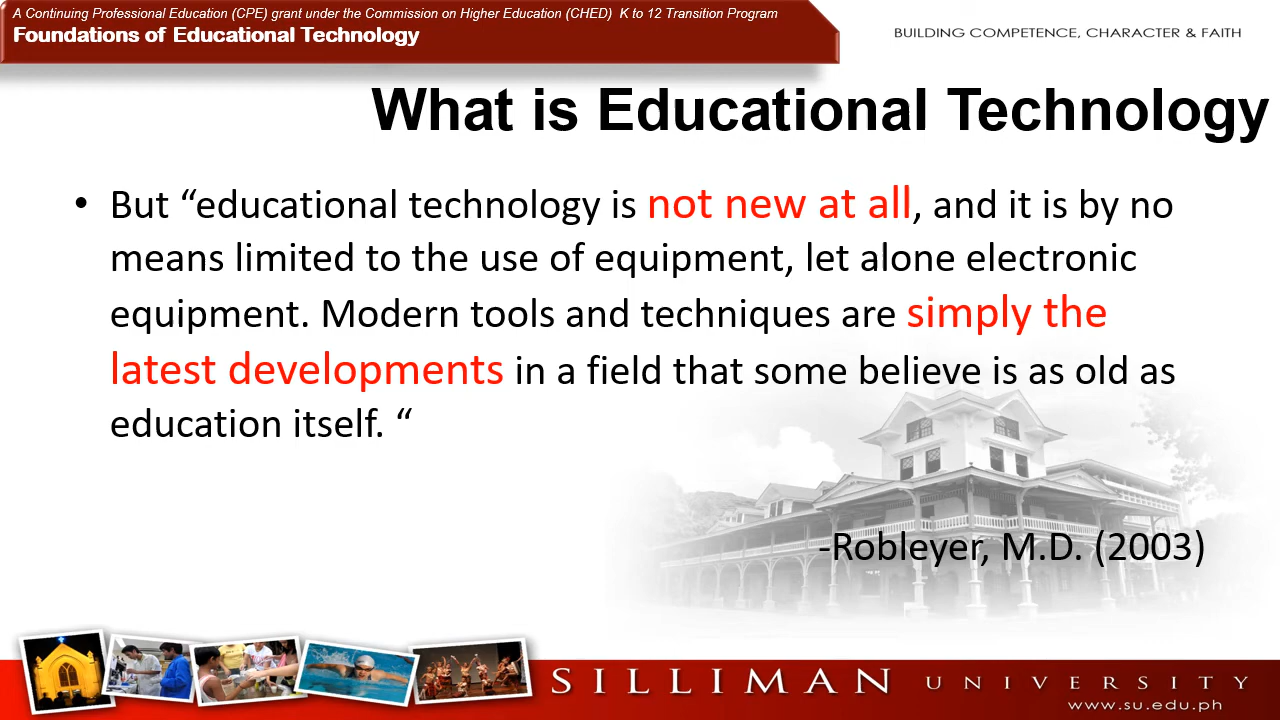 A Continuing Professional Education (CPE) grant under the Commission on Higher Education (CHED) K to 12 Transition Program
Foundations of Educational Technology
BUILDING COMPETENCE, CHARACTER & FAITH
What is Educational Technology
• But “educational technology is not new at all, and it is by no
means limited to the use of equipment, let alone electronic
equipment. Modern tools and techniques are simply the
latest developments in a field that some believe is as old as
education itself. “
-Robleyer, M.D. (2003)
SILLIMAN UNIVERSITY
www.su.edu.ph